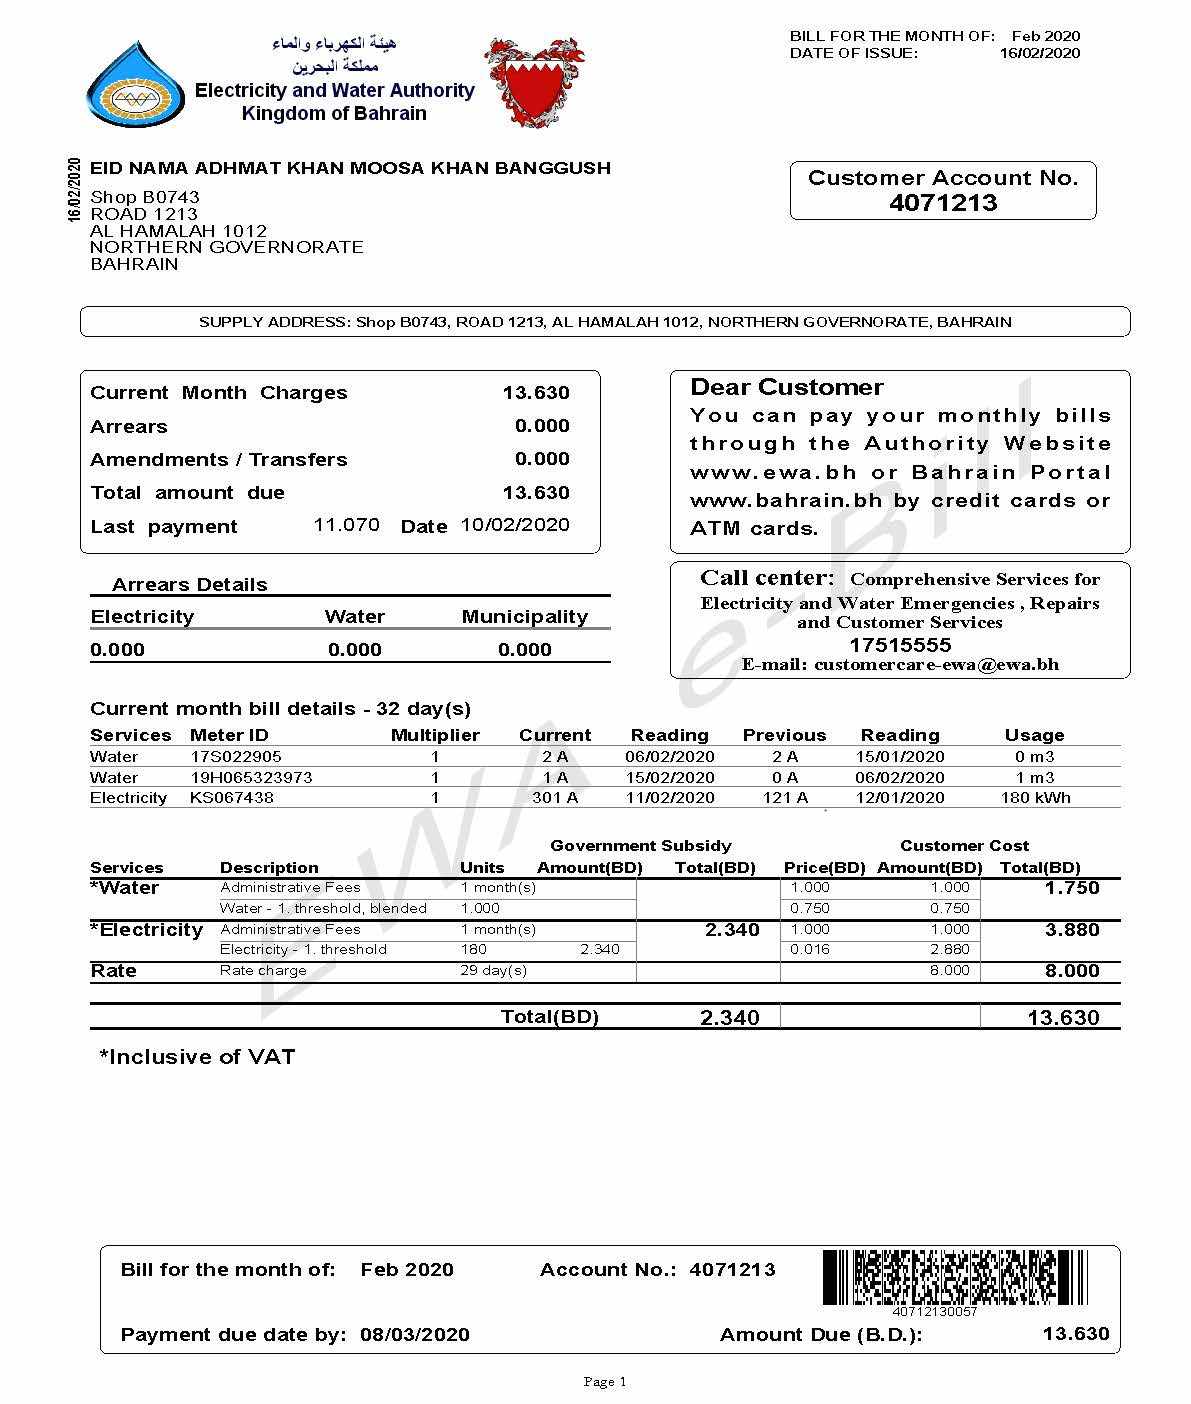 هيئة الكهرباء والماء
مملكة البحرين
Electricity and Water Authority
Kingdom of Bahrain
BILL FOR THE MONTH OF: Feb 2020
DATE OF ISSUE: 16/02/2020
16/02/2020
EID NAMA ADHMAT KHAN MOOSA KHAN BANGGUSH
Shop B0743
ROAD 1213
AL HAMALAH 1012
NORTHERN GOVERNORATE
BAHRAIN
Customer Account No.
4071213
SUPPLY ADDRESS: Shop B0743, ROAD 1213, AL HAMALAH 1012, NORTHERN GOVERNORATE, BAHRAIN
Current Month Charges 13.630
Arrears 0.000
Amendments / Transfers 0.000
Total amount due 13.630
Last payment 11.070 Date 10/02/2020
Dear Customer
You can pay your monthly bills
through the Authority Website
www.ewa.bh or Bahrain Portal
www.bahrain.bh by credit cards or
ATM cards.
Arrears Details
Electricity Water Municipality
0.000 0.000 0.000
Call center: Comprehensive Services for
Electricity and Water Emergencies , Repairs
and Customer Services
17515555
E-mail: customercare-ewa@ewa.bh
EWA e-Bill
Current month bill details - 32 day(s)
Services Meter ID Multiplier Current Reading Previous Reading Usage
Water 17S022905 1 2 A 06/02/2020 2 A 15/01/2020 0 m3
Water 19H065323973 1 1 A 15/02/2020 0 A 06/02/2020 1 m3
Electricity KS067438 1 301 A 11/02/2020 121 A 12/01/2020 180 kWh
Government Subsidy Customer Cost
Services Description Units Amount(BD) Total(BD) Price(BD) Amount(BD) Total(BD)
*Water Administrative Fees 1 month(s) 1.000 1.000 1.750
Water - 1. threshold, blended 1.000 0.750 0.750
*Electricity Administrative Fees 1 month(s) 2.340 1.000 1.000 3.880
Electricity - 1. threshold 180 2.340 0.016 2.880
Rate Rate charge 29 day(s) 8.000 8.000
Total(BD) 2.340 13.630
*Inclusive of VAT
Bill for the month of: Feb 2020 Account No.: 4071213
40712130057
Payment due date by: 08/03/2020 Amount Due (B.D.): 13.630
Page 1